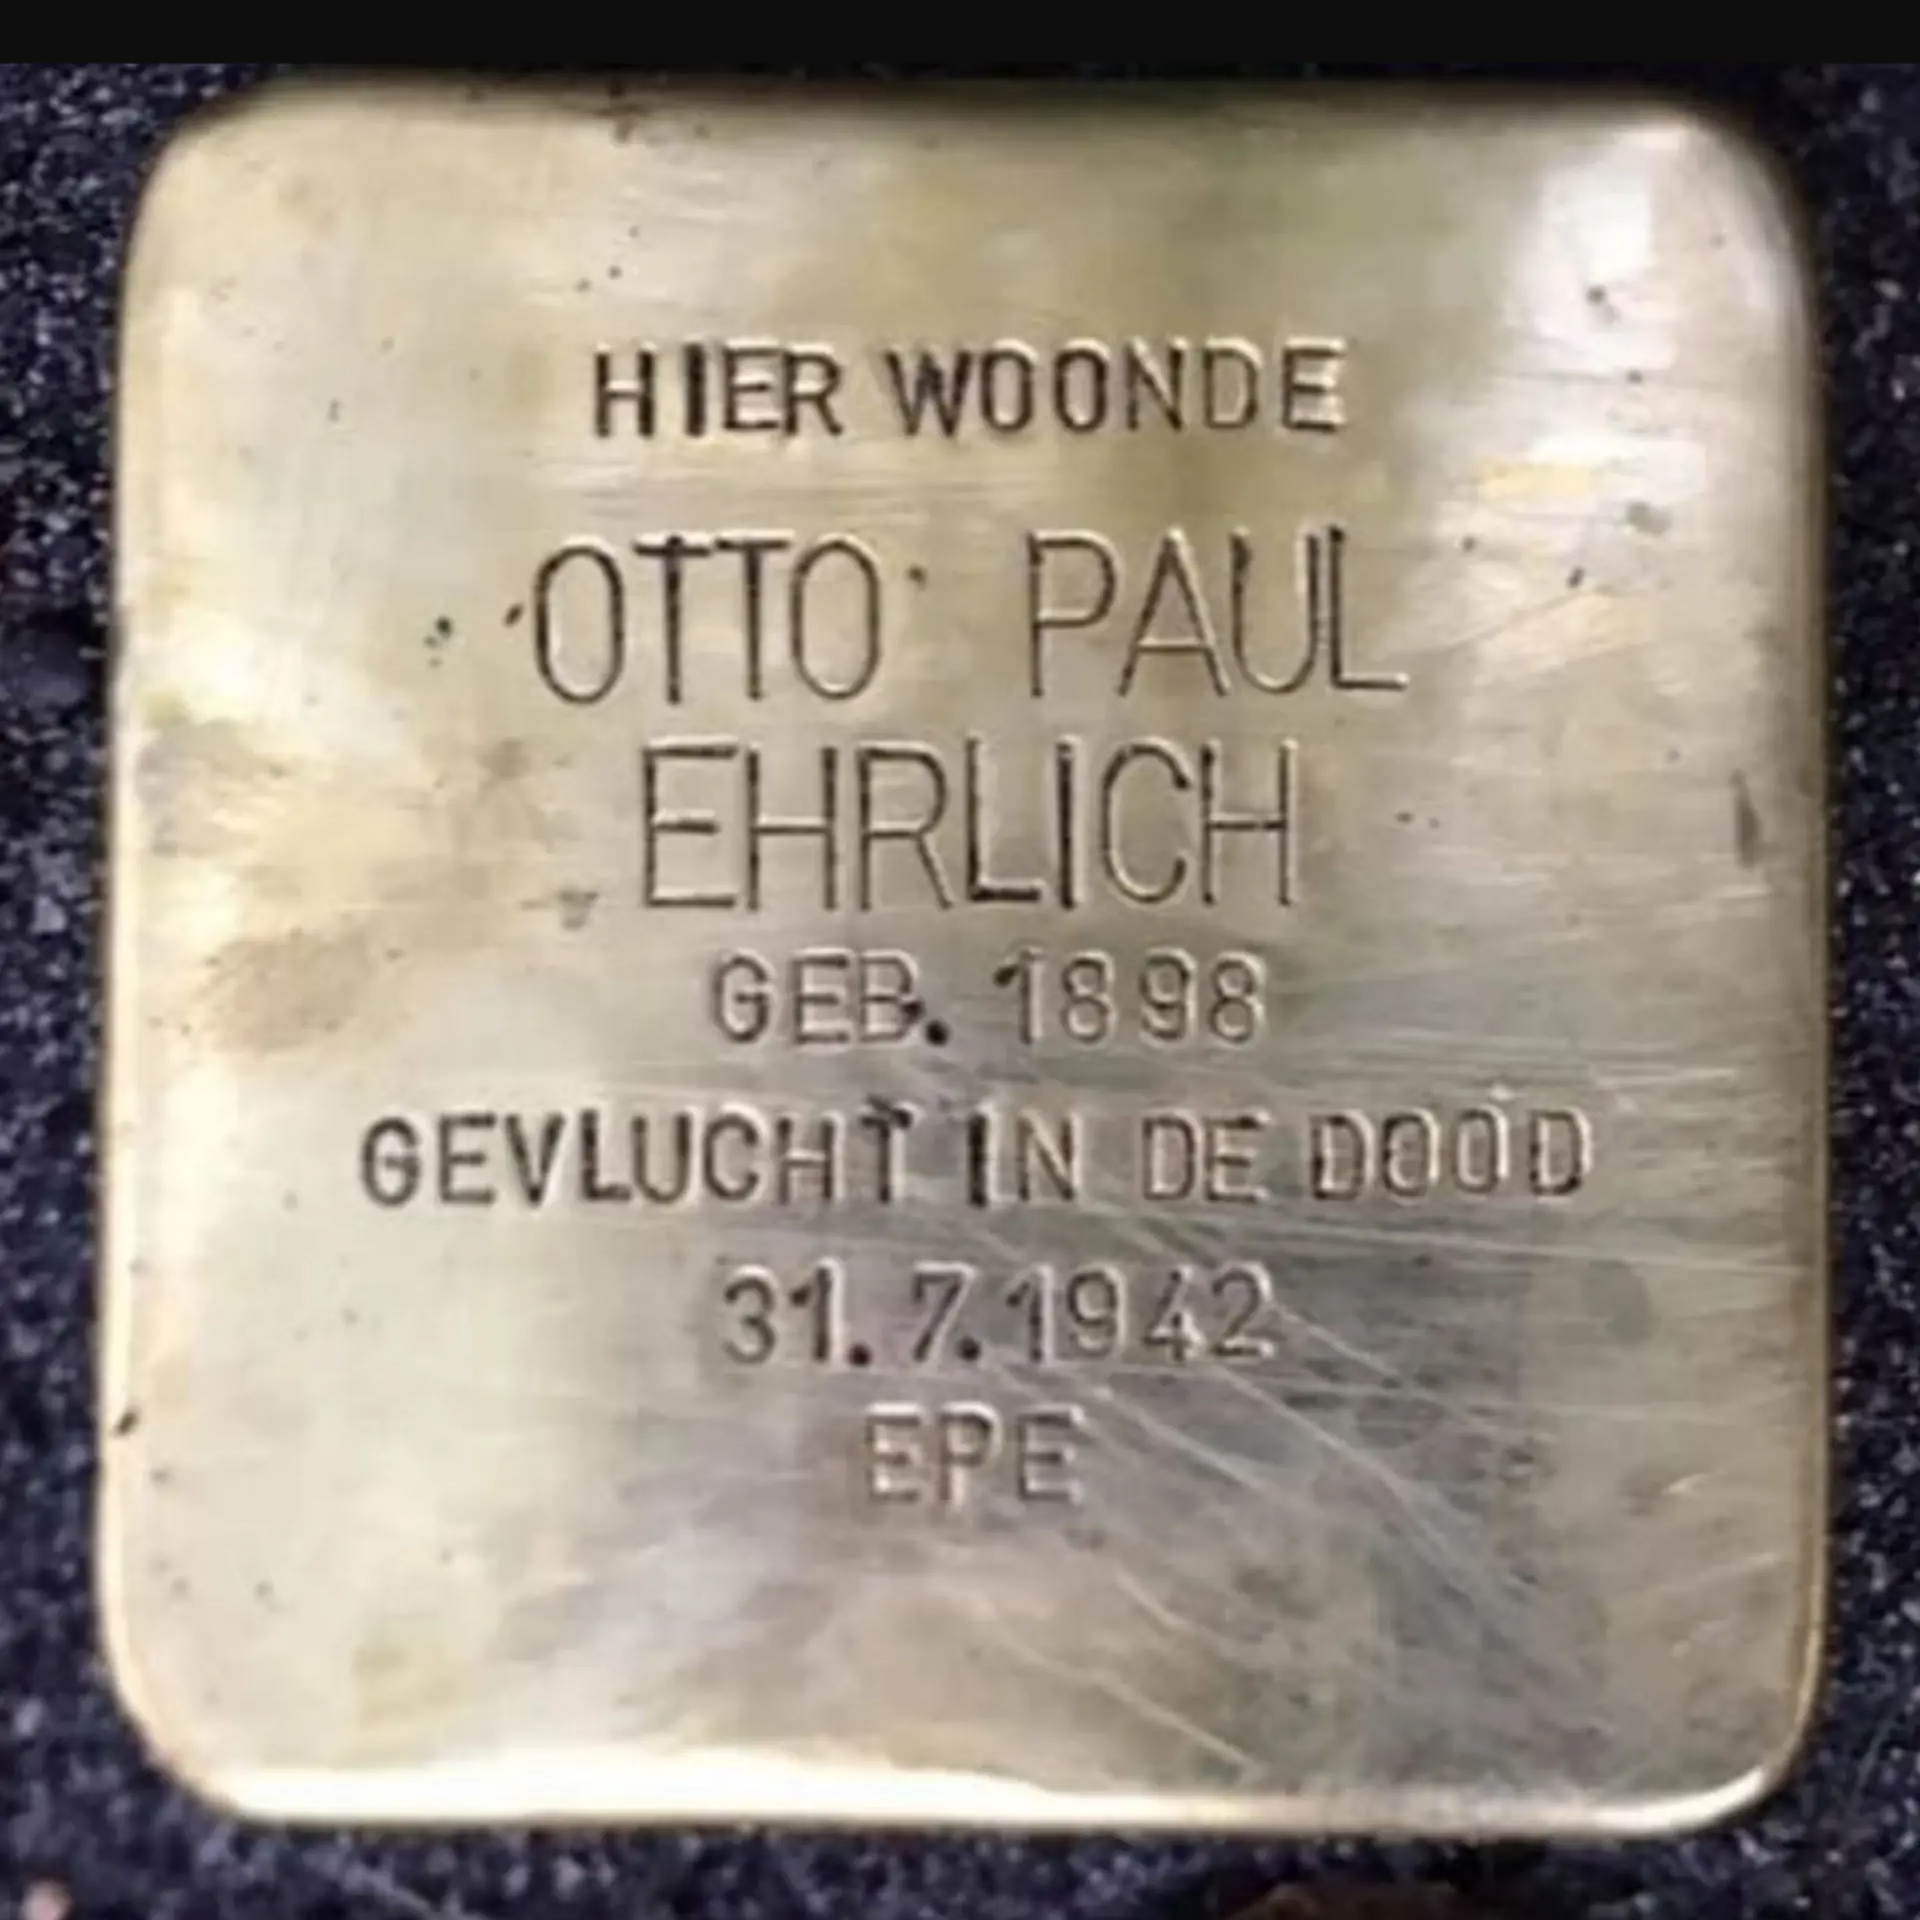 HIER WOONDE
OTTO PAUL
EHRLICH
GEB. 1898
GEVLUCHT IN DE DOOD
31.7.1942
EPE